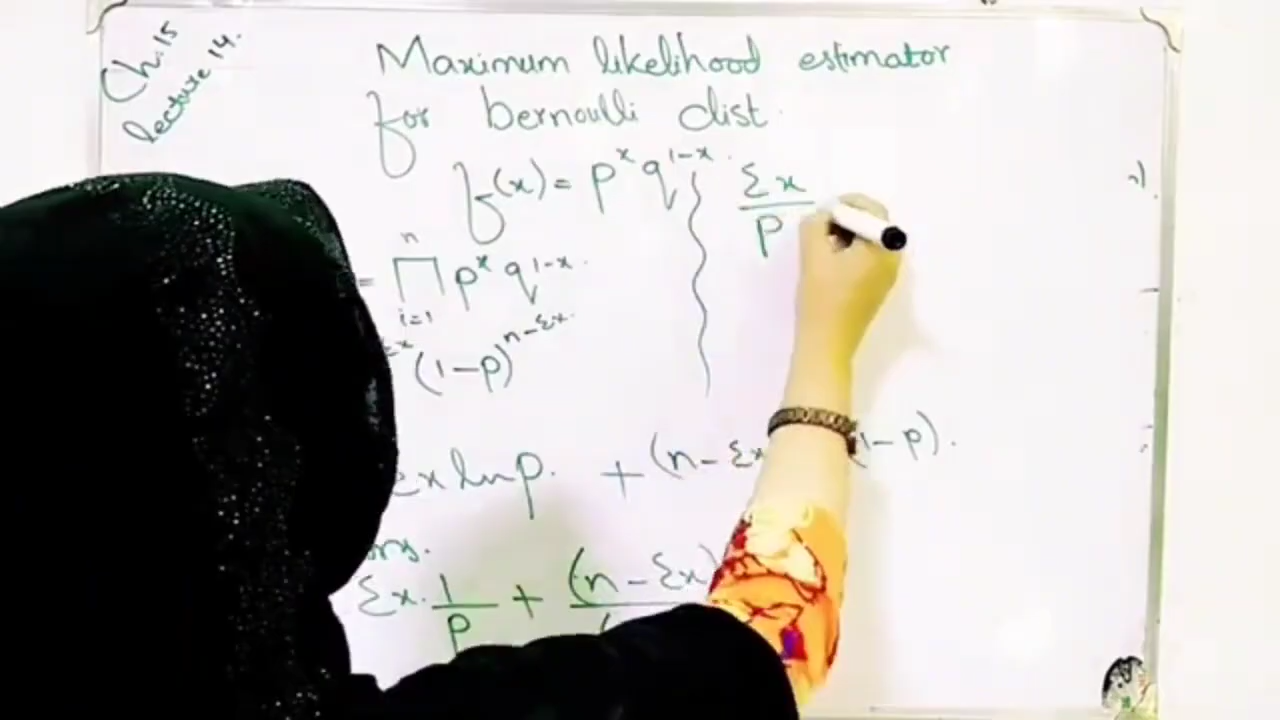 Ch:15
lecture 14.
Maximum likelihood estimator
for bernoulli dist.
f(x) = p^x q^{1-x}.
= ∏_{i=1}^{n} p^x q^{1-x}.
Σx (1-p)^{n-Σx}.
Σx ln p. + (n-Σx (1-p).
Σx. 1/p + (n-Σx)
Σx/p